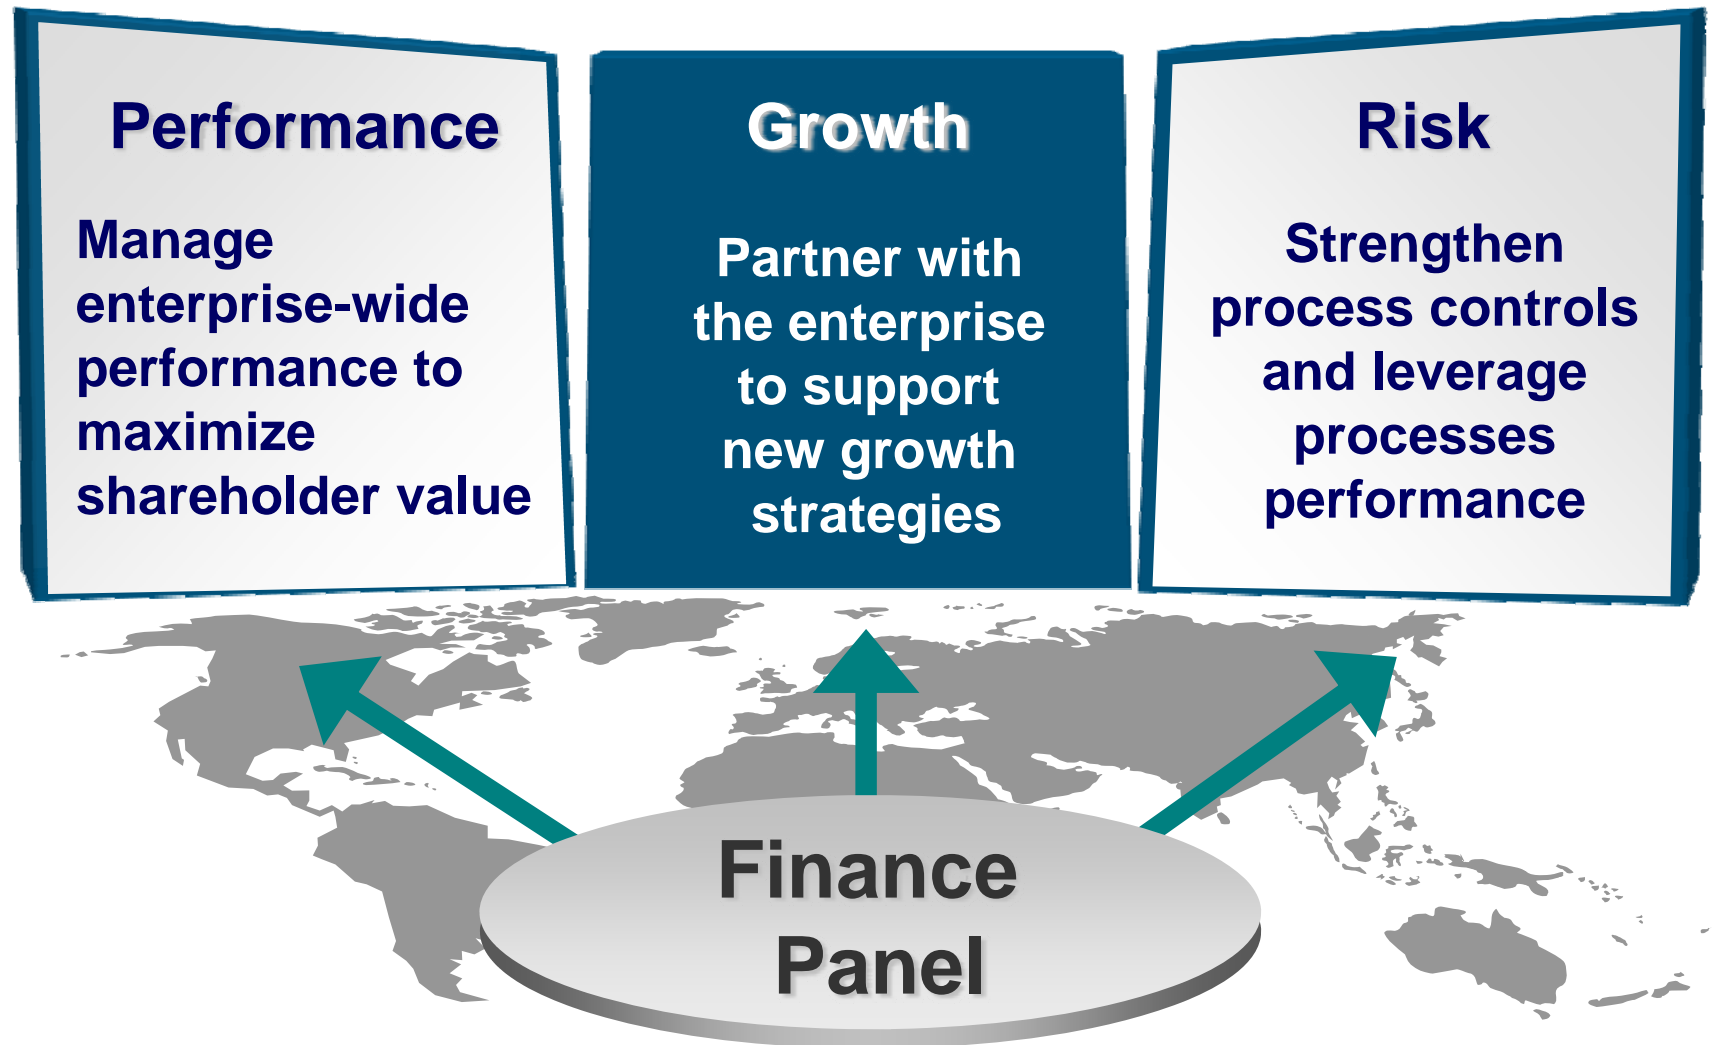 Performance
Manage
enterprise-wide
performance to
maximize
shareholder value
Growth
Partner with
the enterprise
to support
new growth
strategies
Risk
Strengthen
process controls
and leverage
processes
performance
Finance
Panel